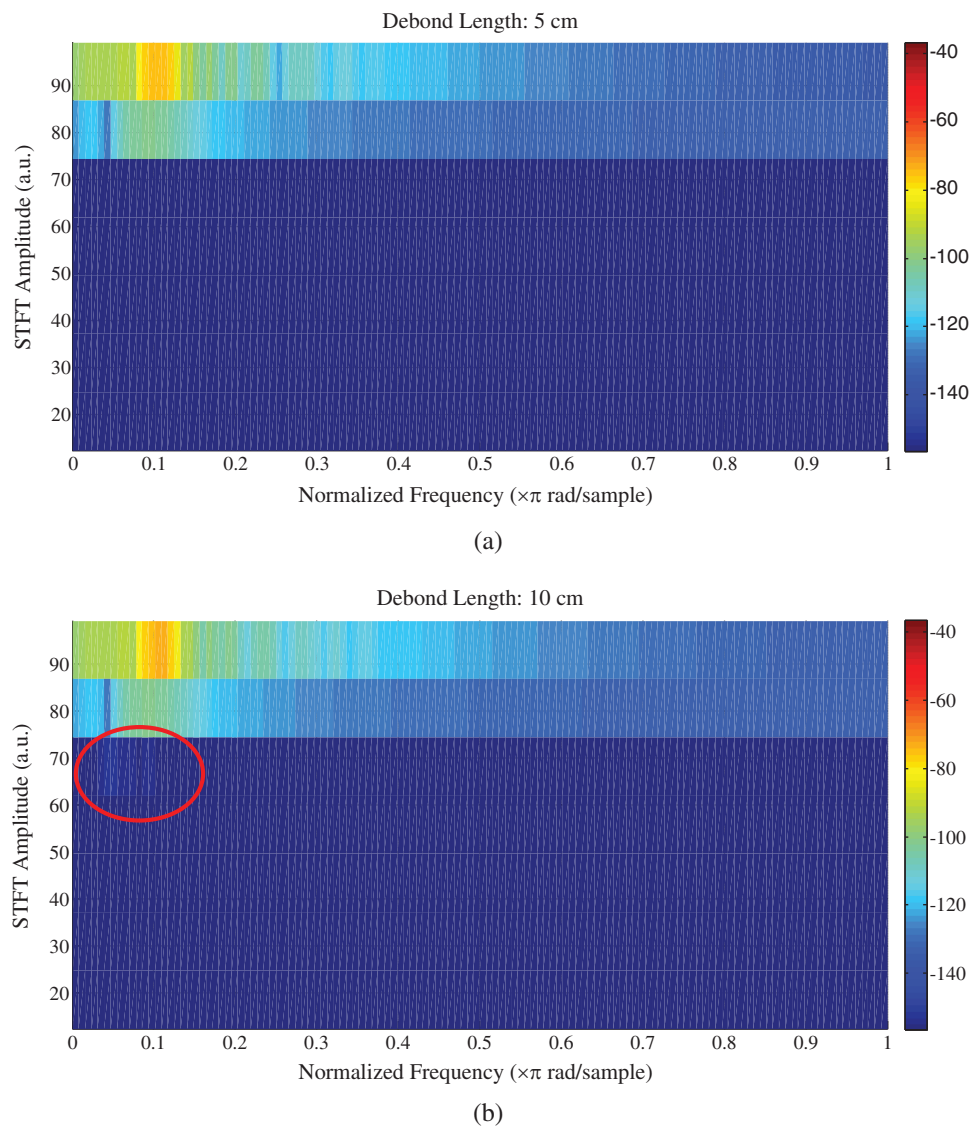 Debond Length: 5 cm
STFT Amplitude (a.u.)
90
80
70
60
50
40
30
20
0 0.1 0.2 0.3 0.4 0.5 0.6 0.7 0.8 0.9 1
Normalized Frequency (×π rad/sample)
-40
-60
-80
-100
-120
-140
(a)
Debond Length: 10 cm
STFT Amplitude (a.u.)
90
80
70
60
50
40
30
20
0 0.1 0.2 0.3 0.4 0.5 0.6 0.7 0.8 0.9 1
Normalized Frequency (×π rad/sample)
-40
-60
-80
-100
-120
-140
(b)